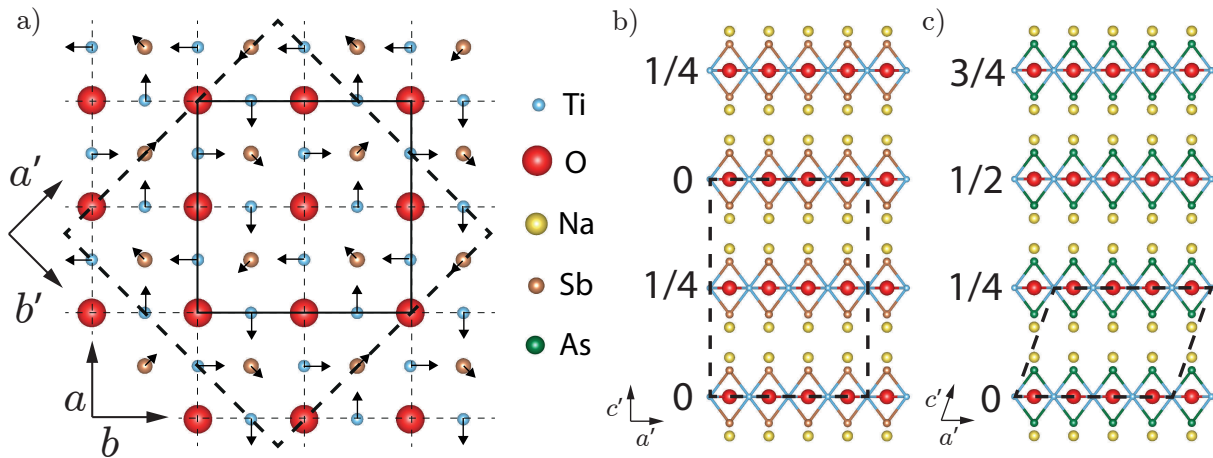 a)
a′
b′
a
b
Ti
O
Na
Sb
As
b)
1/4
0
1/4
0
c′
a′
c)
3/4
1/2
1/4
0
c′
a′